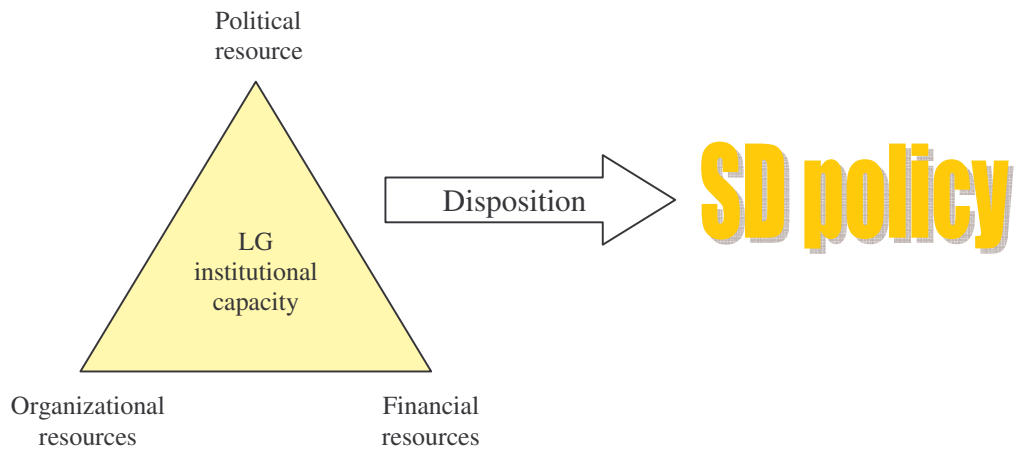 Political
resource
LG
institutional
capacity
Disposition
SD policy
Organizational
resources
Financial
resources